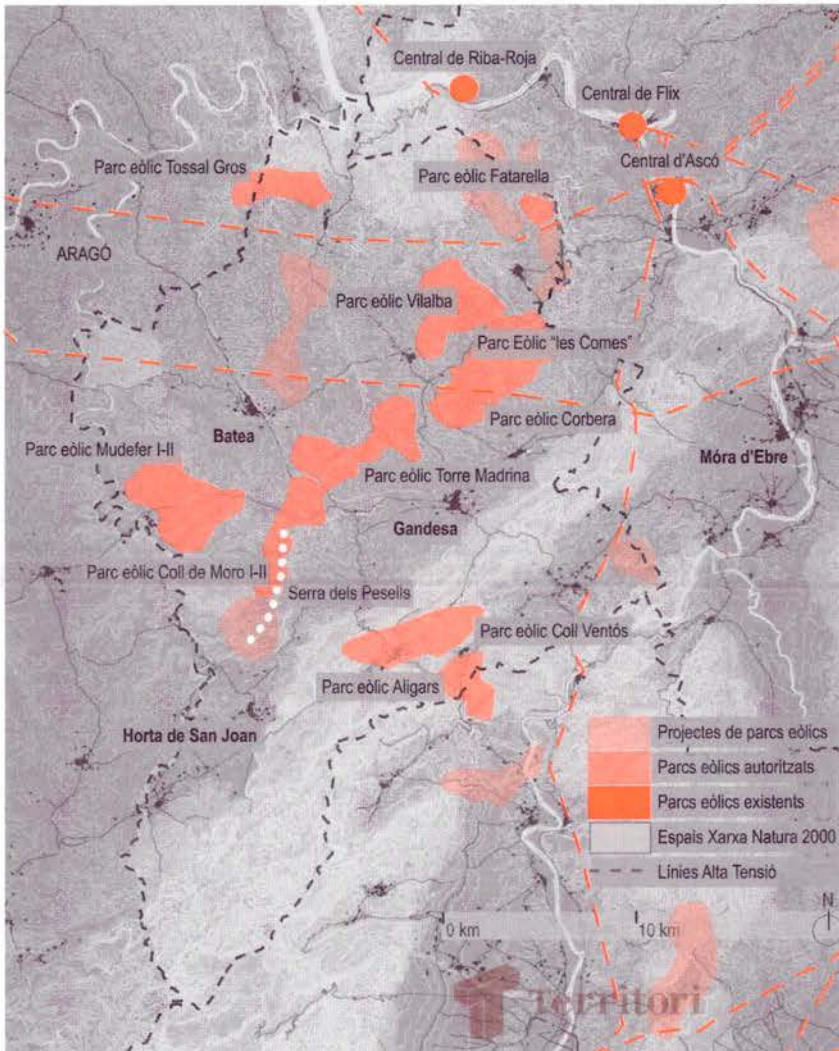 Central de Riba-Roja
Central de Flix
Central d'Ascó
Parc eòlic Tossal Gros
Parc eòlic Fatarella
ARAGÓ
Parc eòlic Vilalba
Parc Eòlic "les Comes"
Parc eòlic Corbera
Batea
Móra d'Ebre
Parc eòlic Mudefer I-II
Parc eòlic Torre Madrina
Gandesa
Parc eòlic Coll de Moro I-II
Serra dels Pesells
Parc eòlic Coll Ventós
Parc eòlic Aligars
Horta de San Joan
Projectes de parcs eòlics
Parcs eòlics autoritzats
Parcs eòlics existents
Espais Xarxa Natura 2000
Línies Alta Tensió
N
0 km
10 km
Territori